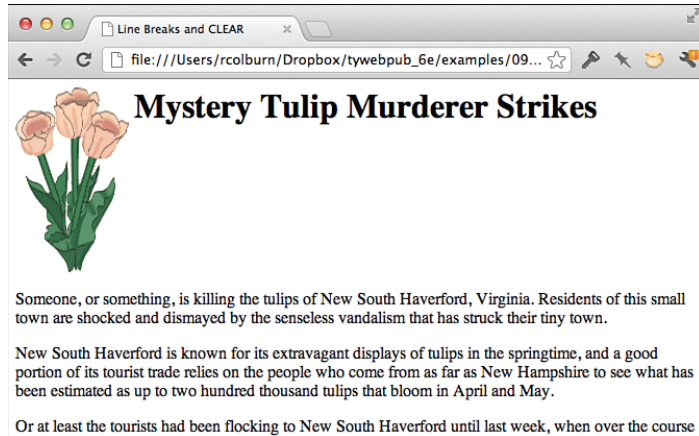 Line Breaks and CLEAR
file:///Users/rcolburn/Dropbox/tywebpub_6e/examples/09...
Mystery Tulip Murderer Strikes
Someone, or something, is killing the tulips of New South Haverford, Virginia. Residents of this small
town are shocked and dismayed by the senseless vandalism that has struck their tiny town.
New South Haverford is known for its extravagant displays of tulips in the springtime, and a good
portion of its tourist trade relies on the people who come from as far as New Hampshire to see what has
been estimated as up to two hundred thousand tulips that bloom in April and May.
Or at least the tourists had been flocking to New South Haverford until last week, when over the course